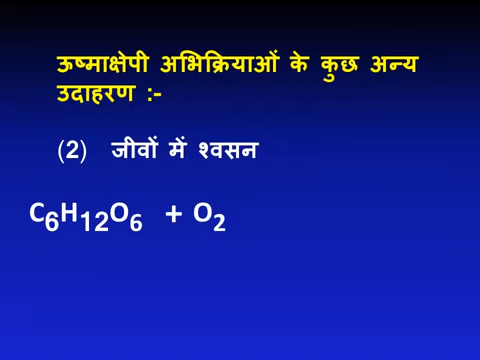 ऊष्माक्षेपी अभिक्रियाओं के कुछ अन्य
उदाहरण :-
(2) जीवों में श्वसन
C₆H₁₂O₆ + O₂